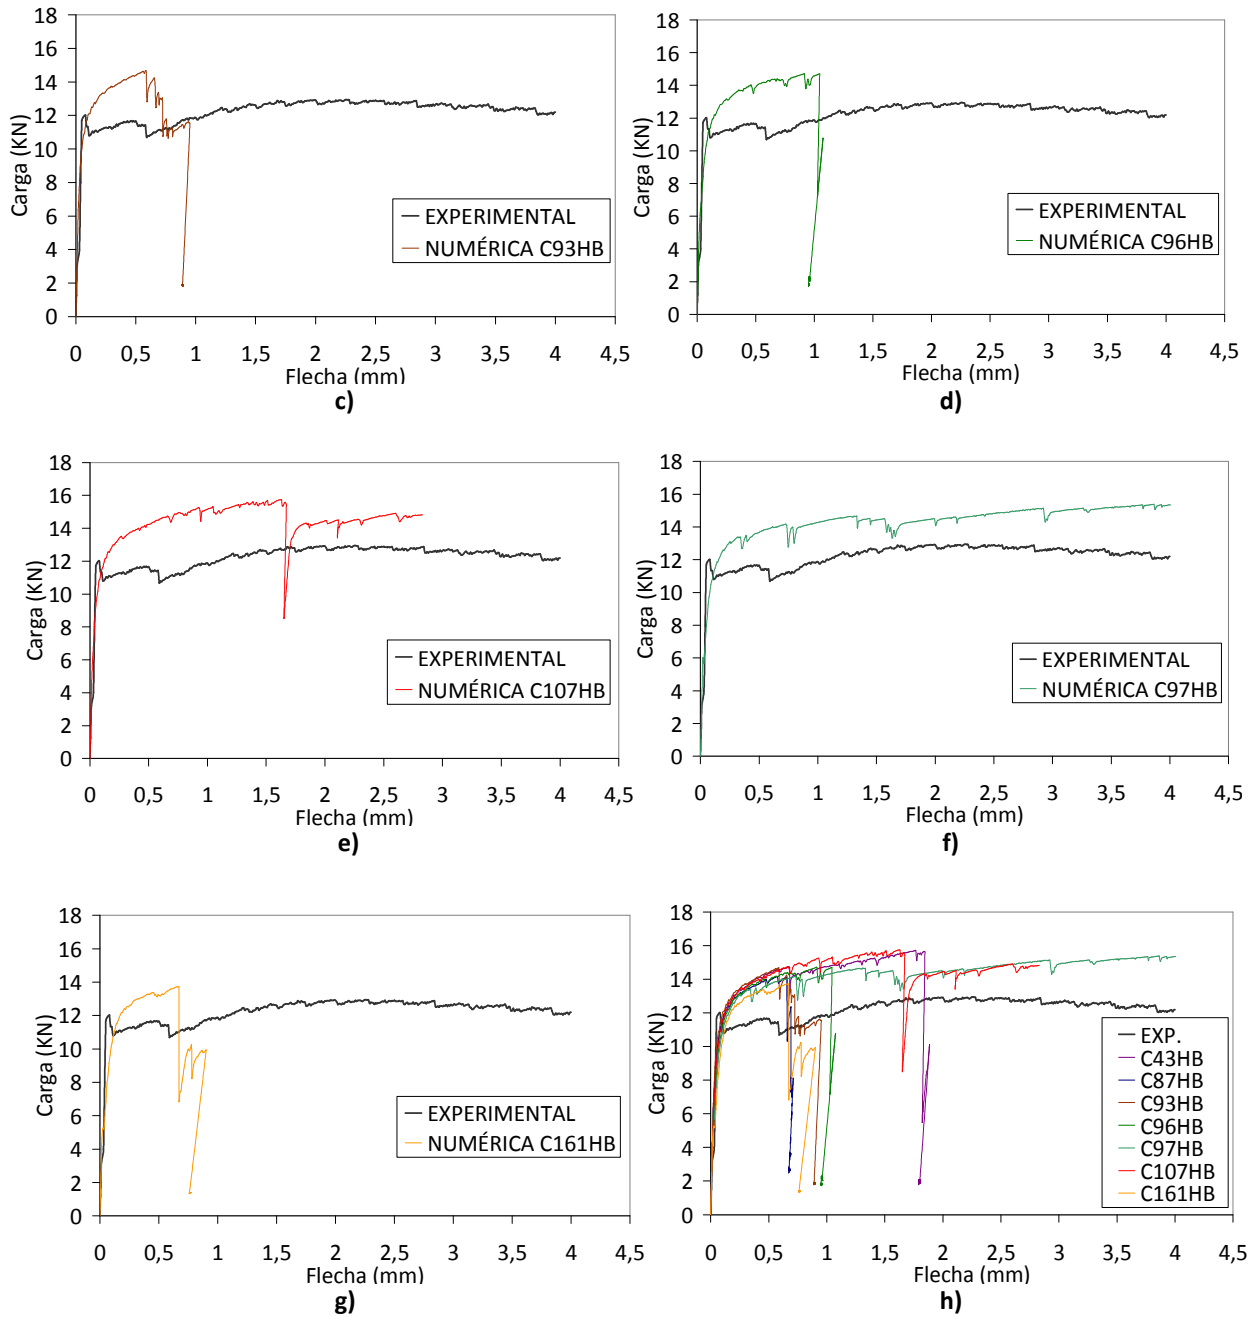 18
16
14
12
10
8
6
4
2
0
Carga (KN)
EXPERIMENTAL
NUMÉRICA C93HB
0 0,5 1 1,5 2 2,5 3 3,5 4 4,5
Flecha (mm)
c)
18
16
14
12
10
8
6
4
2
0
Carga (KN)
EXPERIMENTAL
NUMÉRICA C96HB
0 0,5 1 1,5 2 2,5 3 3,5 4 4,5
Flecha (mm)
d)
18
16
14
12
10
8
6
4
2
0
Carga (KN)
EXPERIMENTAL
NUMÉRICA C107HB
0 0,5 1 1,5 2 2,5 3 3,5 4 4,5
Flecha (mm)
e)
18
16
14
12
10
8
6
4
2
0
Carga (KN)
EXPERIMENTAL
NUMÉRICA C97HB
0 0,5 1 1,5 2 2,5 3 3,5 4 4,5
Flecha (mm)
f)
18
16
14
12
10
8
6
4
2
0
Carga (KN)
EXPERIMENTAL
NUMÉRICA C161HB
0 0,5 1 1,5 2 2,5 3 3,5 4 4,5
Flecha (mm)
g)
18
16
14
12
10
8
6
4
2
0
Carga (KN)
EXP.
C43HB
C87HB
C93HB
C96HB
C97HB
C107HB
C161HB
0 0,5 1 1,5 2 2,5 3 3,5 4 4,5
Flecha (mm)
h)